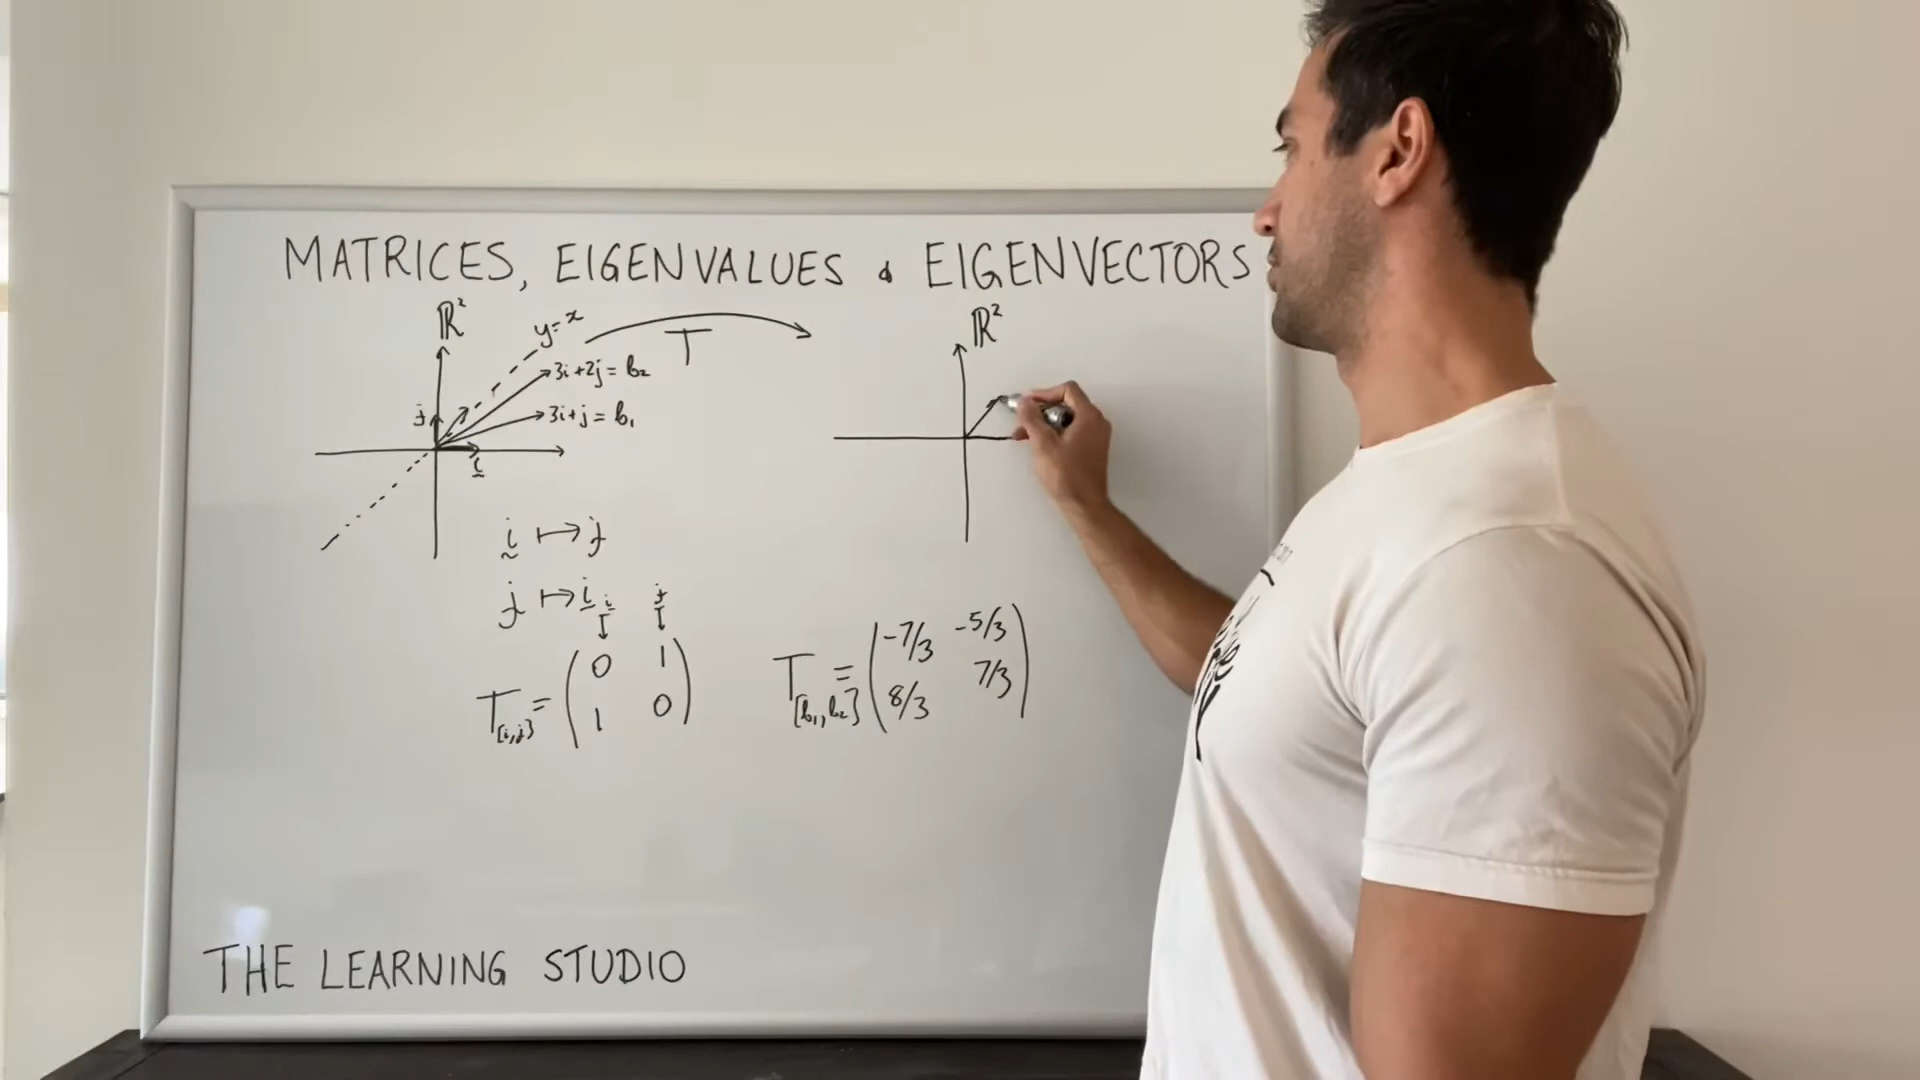 MATRICES, EIGENVALUES & EIGENVECTORS
ℝ²
y=x
T
3i+2j = b₂
3i+j = b₁
j
i
ℝ²
i ↦ j
j ↦ i
i j
T[i,j] = (0 1
1 0)
T[b₁,b₂] = (-7/3 -5/3
8/3 7/3)
THE LEARNING STUDIO